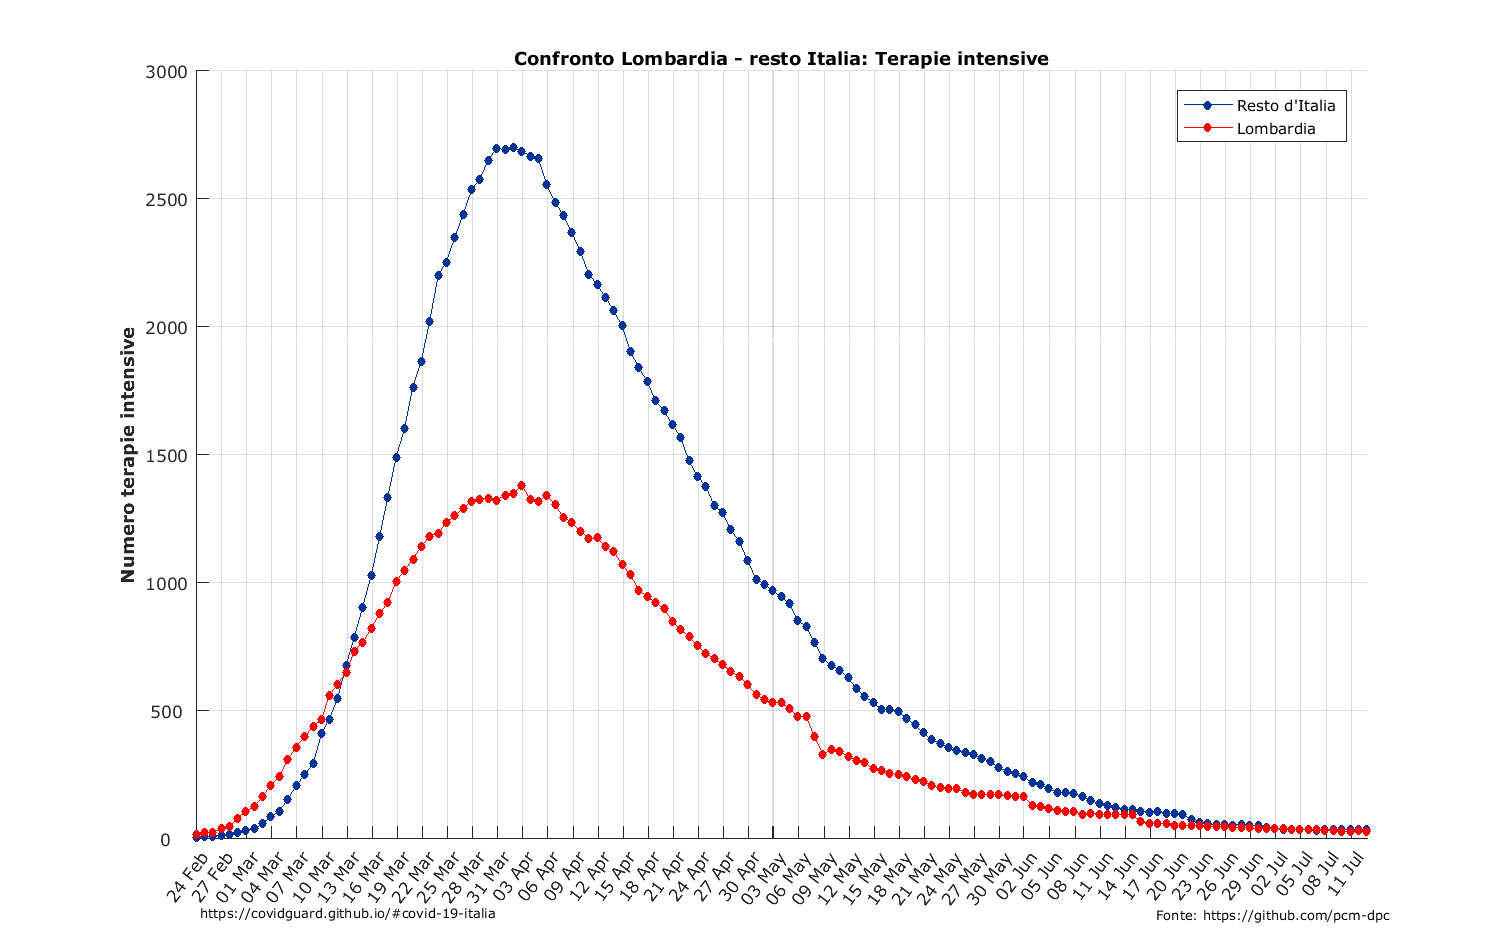 Confronto Lombardia - resto Italia: Terapie intensive
Resto d'Italia
Lombardia
Numero terapie intensive
3000
2500
2000
1500
1000
500
0
24 Feb
27 Feb
01 Mar
04 Mar
07 Mar
10 Mar
13 Mar
16 Mar
19 Mar
22 Mar
25 Mar
28 Mar
31 Mar
03 Apr
06 Apr
09 Apr
12 Apr
15 Apr
18 Apr
21 Apr
24 Apr
27 Apr
30 Apr
03 May
06 May
09 May
12 May
15 May
18 May
21 May
24 May
27 May
30 May
02 Jun
05 Jun
08 Jun
11 Jun
14 Jun
17 Jun
20 Jun
23 Jun
26 Jun
29 Jun
02 Jul
05 Jul
08 Jul
11 Jul
https://covidguard.github.io/#covid-19-italia
Fonte: https://github.com/pcm-dpc